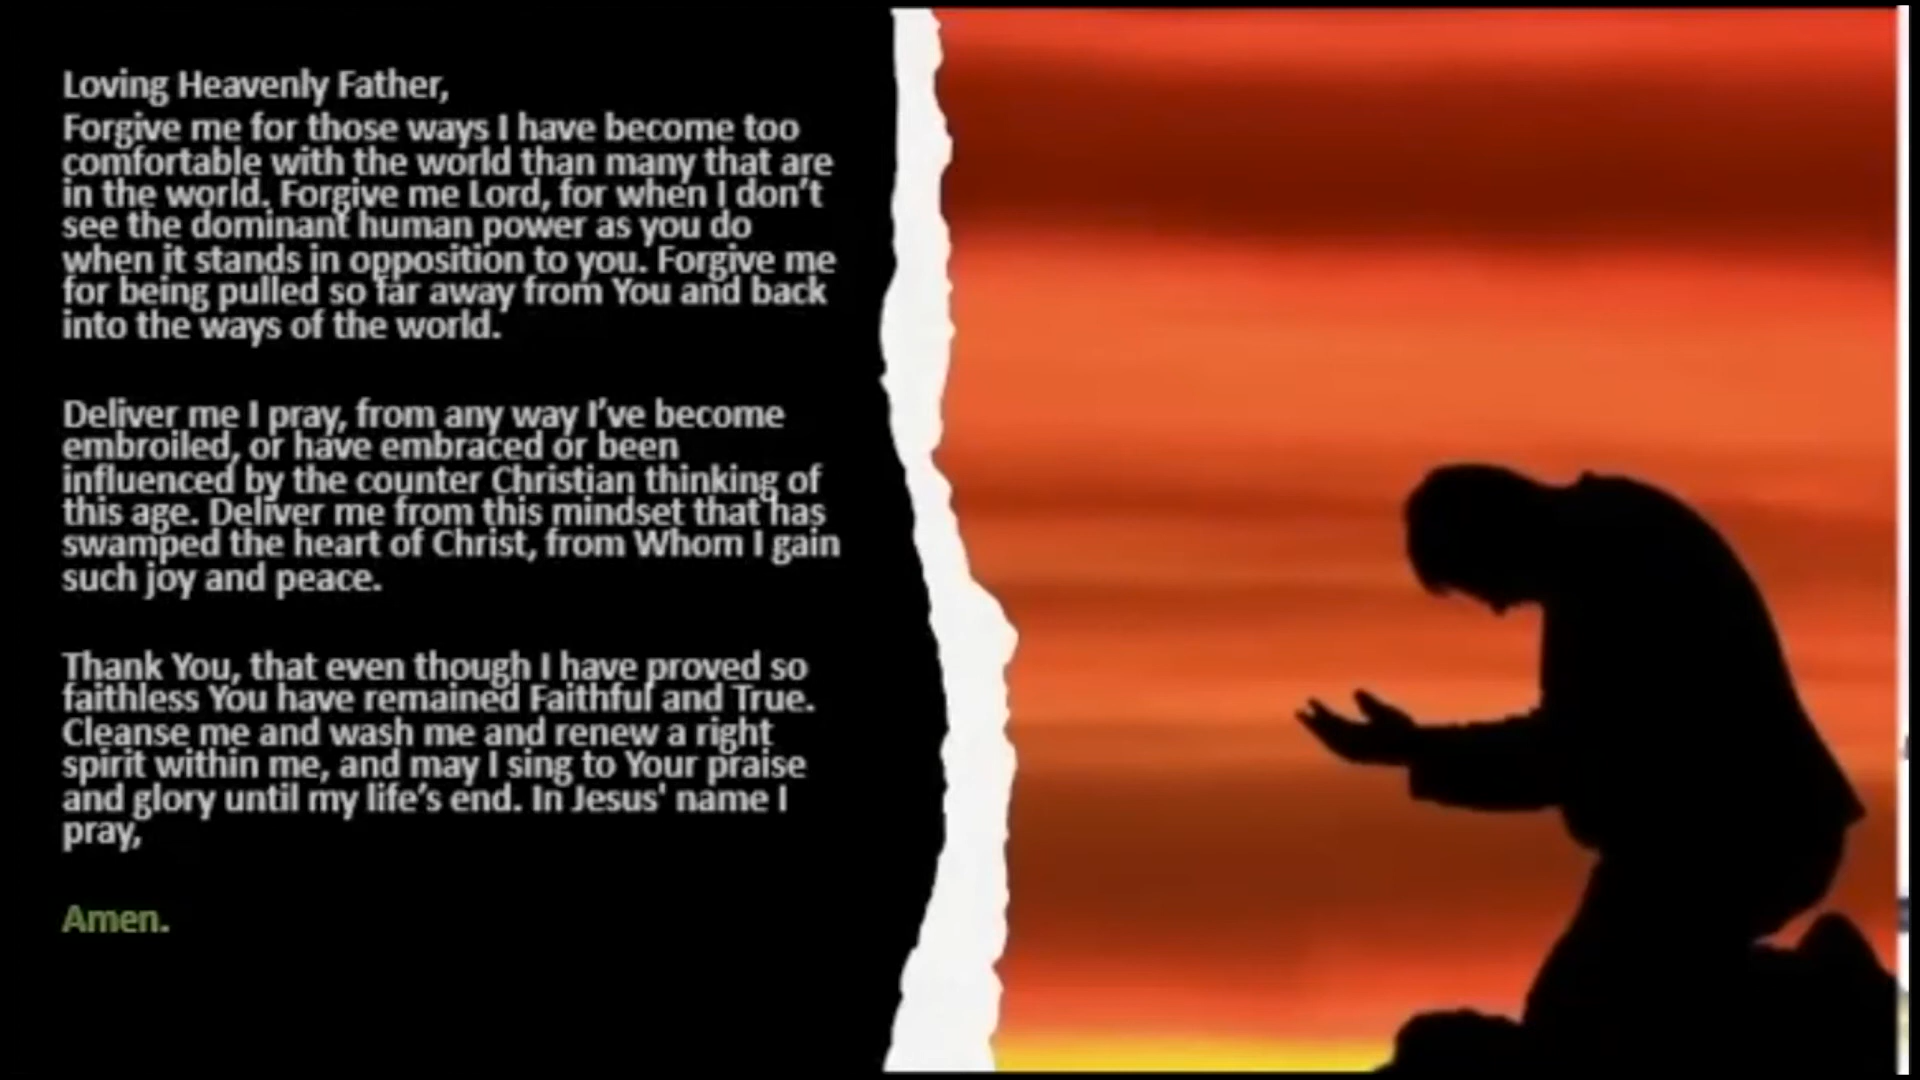 Loving Heavenly Father,
Forgive me for those ways I have become too
comfortable with the world than many that are
in the world. Forgive me Lord, for when I don’t
see the dominant human power as you do
when it stands in opposition to you. Forgive me
for being pulled so far away from You and back
into the ways of the world.
Deliver me I pray, from any way I’ve become
embroiled, or have embraced or been
influenced by the counter Christian thinking of
this age. Deliver me from this mindset that has
swamped the heart of Christ, from Whom I gain
such joy and peace.
Thank You, that even though I have proved so
faithless You have remained Faithful and True.
Cleanse me and wash me and renew a right
spirit within me, and may I sing to Your praise
and glory until my life’s end. In Jesus' name I
pray,
Amen.